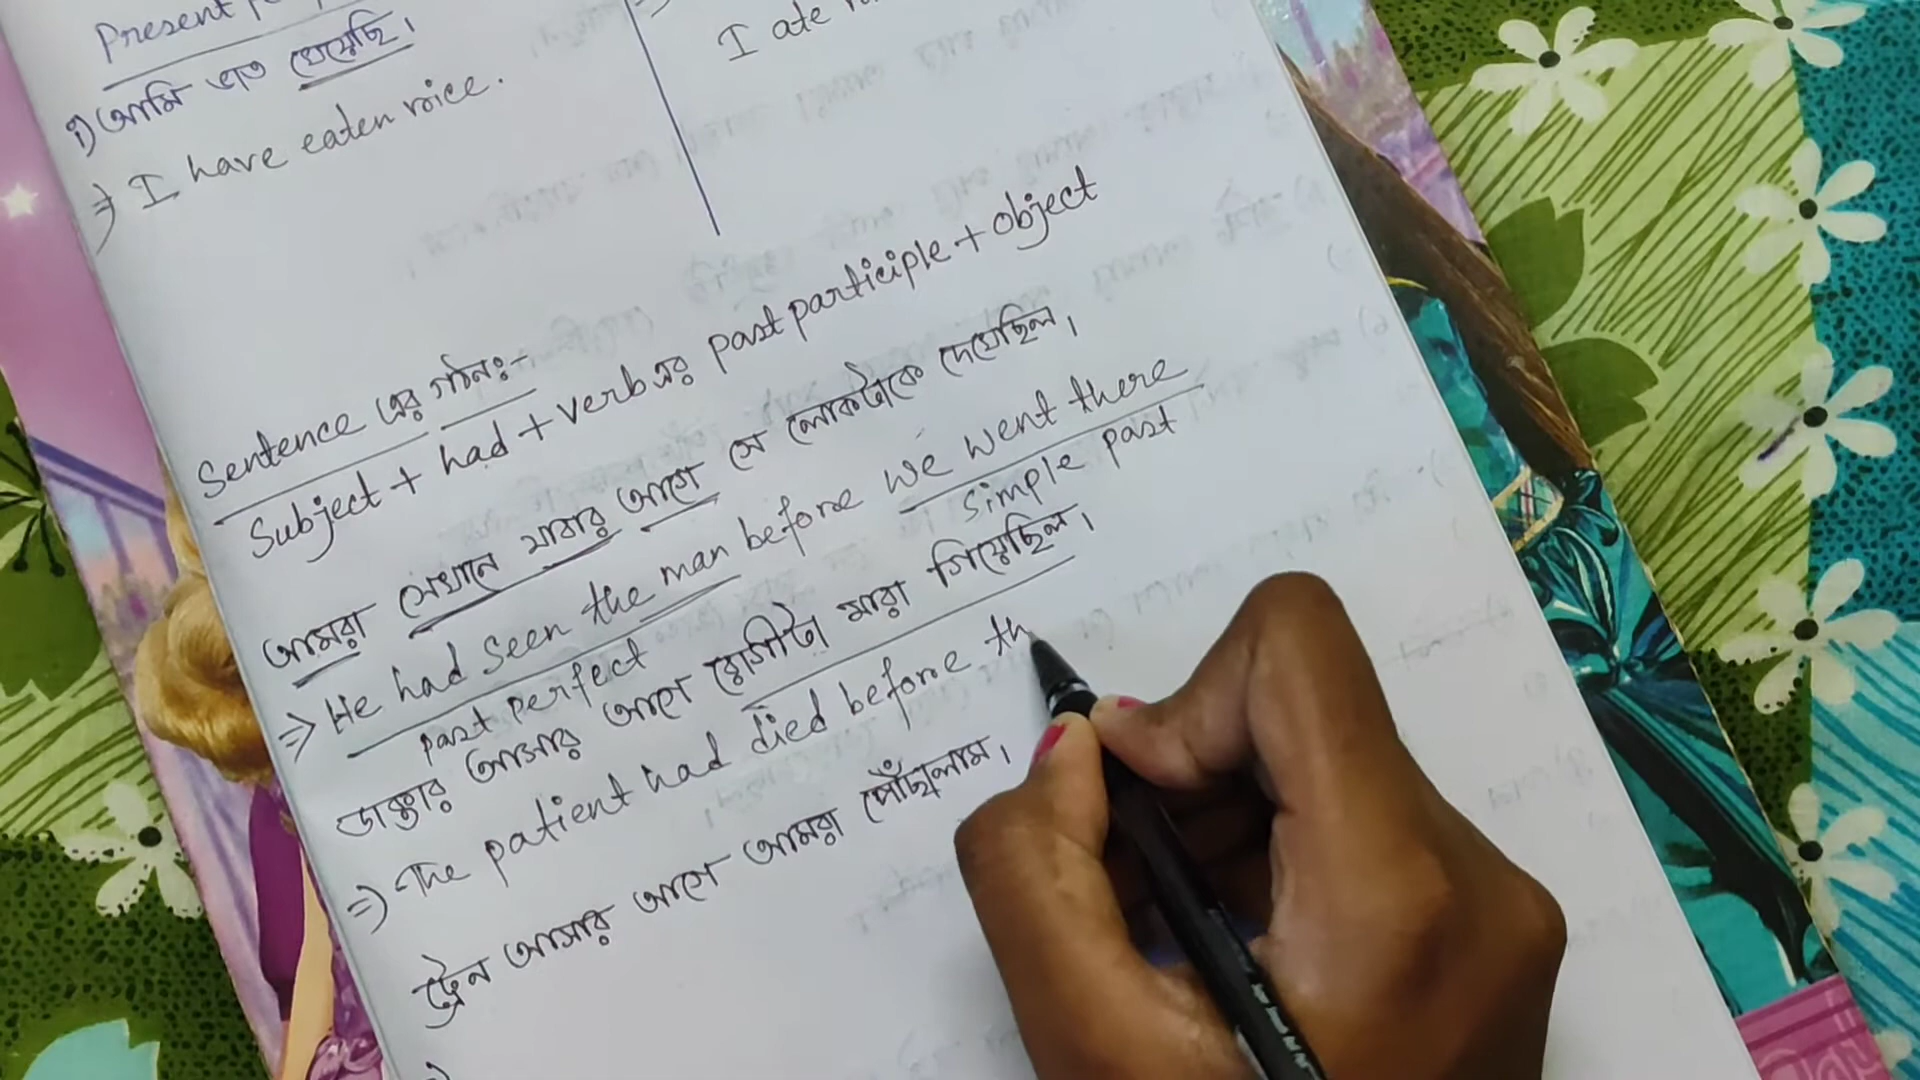 Present
i) আমি ভাত খেয়েছি।
⇒ I have eaten rice.
I ate
Sentence এর গঠনঃ-
Subject + had + verb এর past participle + object
আমরা সেখানে যাবার আগে সে লোকটাকে দেখেছিল।
⇒ He had seen the man before we went there
past perfect simple past
ডাক্তার আসার আগে রোগীটা মারা গিয়েছিল।
⇒ The patient had died before th
ট্রেন আসার আগে আমরা পৌঁছলাম।